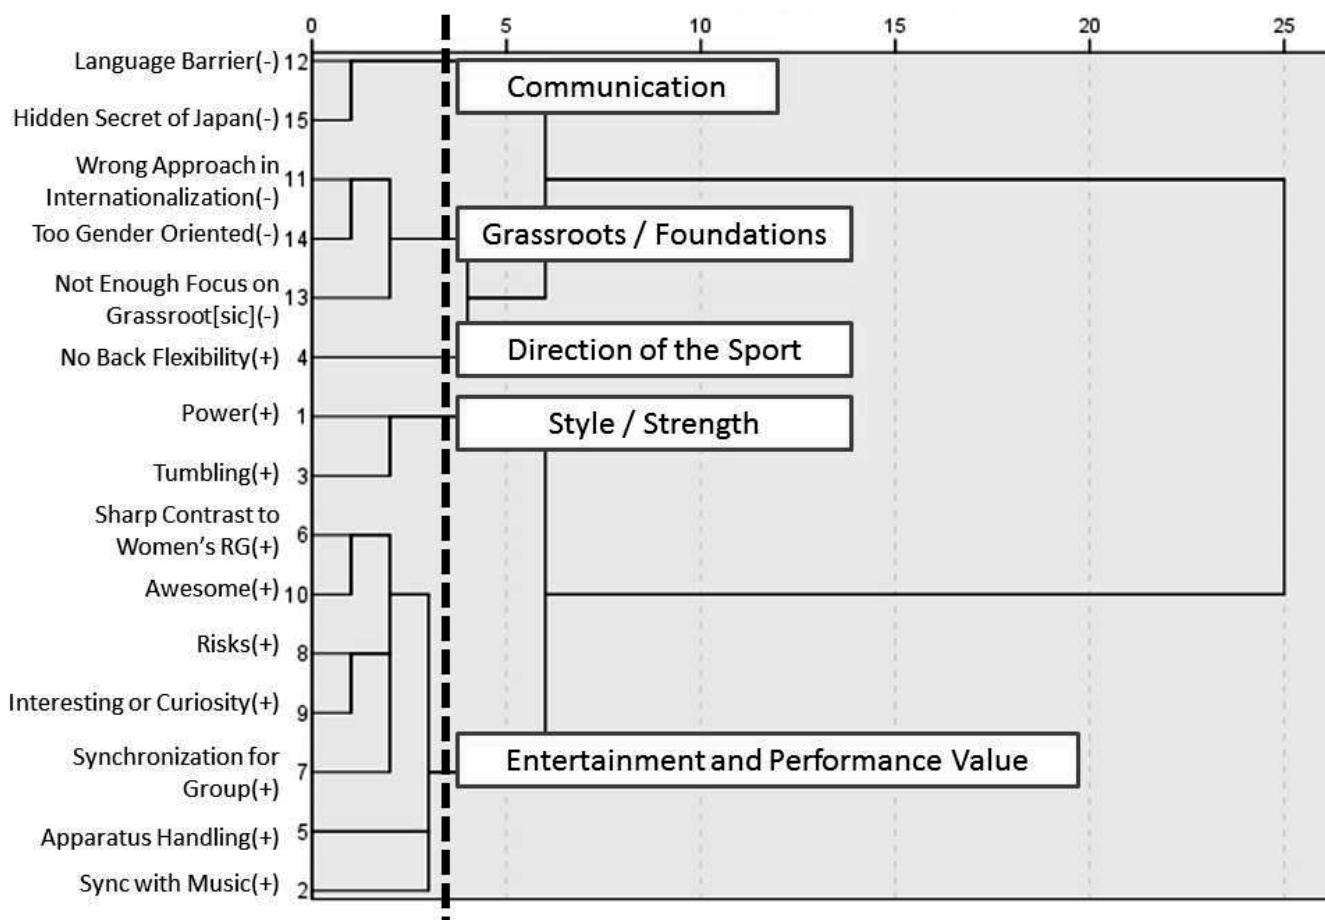 0 5 10 15 20 25
Language Barrier(-) 12
Communication
Hidden Secret of Japan(-) 15
Wrong Approach in
Internationalization(-) 11
Too Gender Oriented(-) 14
Grassroots / Foundations
Not Enough Focus on
Grassroot[sic](-) 13
No Back Flexibility(+) 4
Direction of the Sport
Power(+) 1
Style / Strength
Tumbling(+) 3
Sharp Contrast to
Women's RG(+) 6
Awesome(+) 10
Risks(+) 8
Interesting or Curiosity(+) 9
Synchronization for
Group(+) 7
Entertainment and Performance Value
Apparatus Handling(+) 5
Sync with Music(+) 2